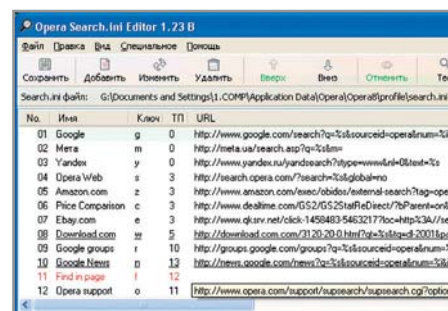 Opera Search.ini Editor 1.23 B
Файл Правка Вид Специальное Помощь
Сохранить Добавить Изменить Удалить Вверх Вниз Отменить Те
Search.ini файл: G:\Documents and Settings\1.COMP\Application Data\Opera\Opera8\profile\search.ini
No. Имя Ключ ТП URL
01 Google g 0 http://www.google.com/search?q=%s&sourceid=opera&num=%i
02 Мета m 0 http://meta.ua/search.asp?q=%s&m=
03 Yandex y 0 http://www.yandex.ru/yandsearch?stype=www&nl=0&text=%s
04 Opera Web s 3 http://search.opera.com/?search=%s&global=no
05 Amazon.com z 3 http://www.amazon.com/exec/obidos/external-search?tag=ope
06 Price Comparison c 3 http://www.dealtime.com/GS2/GS2StatReDirect/?bParent=onl
07 Ebay.com e 3 http://www.qksrv.net/click-1458483-5463217?loc=http%3A//se
08 Download.com w 5 http://download.com.com/3120-20-0.html?qt=%s&tg=dl-2001&pa
09 Google groups r 10 http://groups.google.com/groups?q=%s&sourceid=opera&num=
10 Google News n 13 http://news.google.com/news?q=%s&sourceid=opera&num=%i&
11 Find in page f 12
12 Opera support o 11 http://www.opera.com/support/supsearch/supsearch.cgi?optio